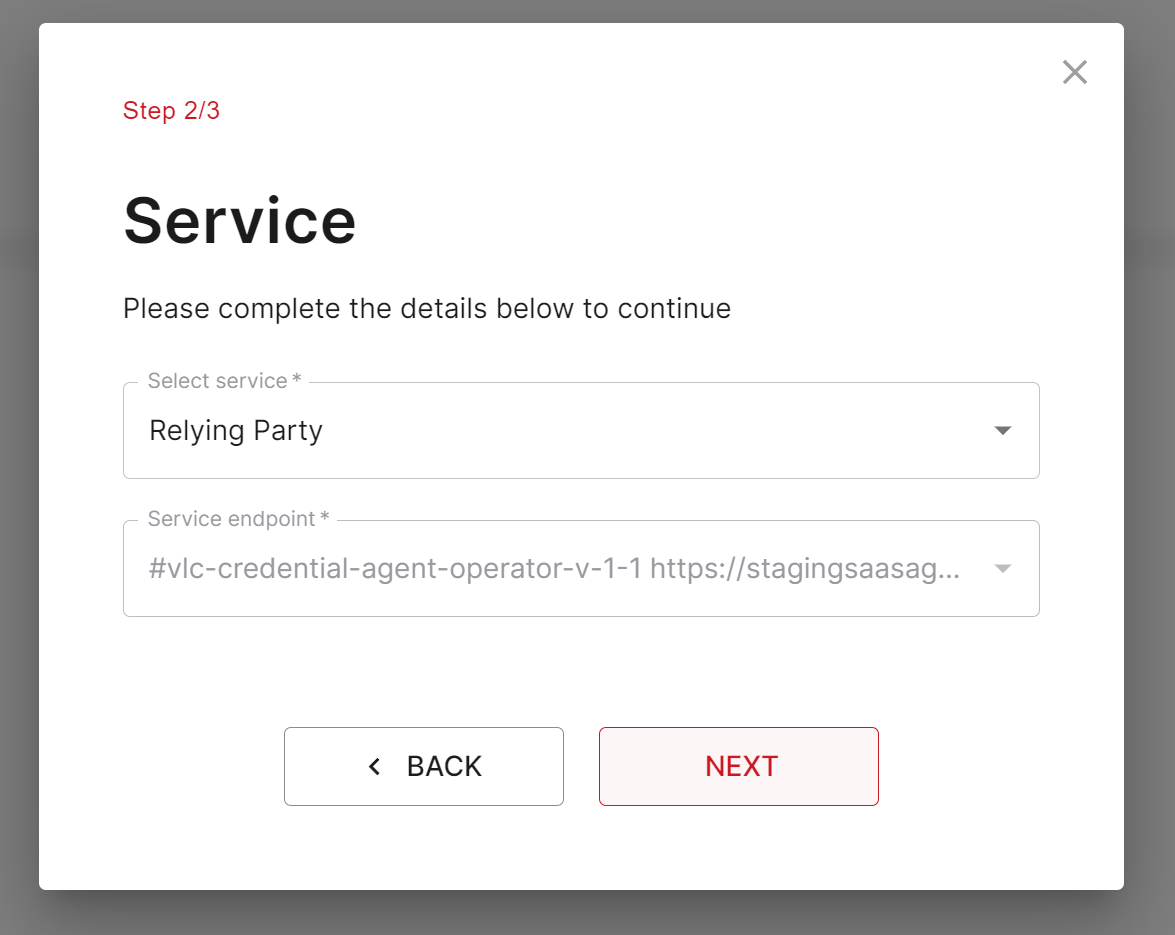 Step 2/3
Service
Please complete the details below to continue
Select service *
Relying Party
Service endpoint *
#vlc-credential-agent-operator-v-1-1 https://stagingsaasag...
BACK
NEXT